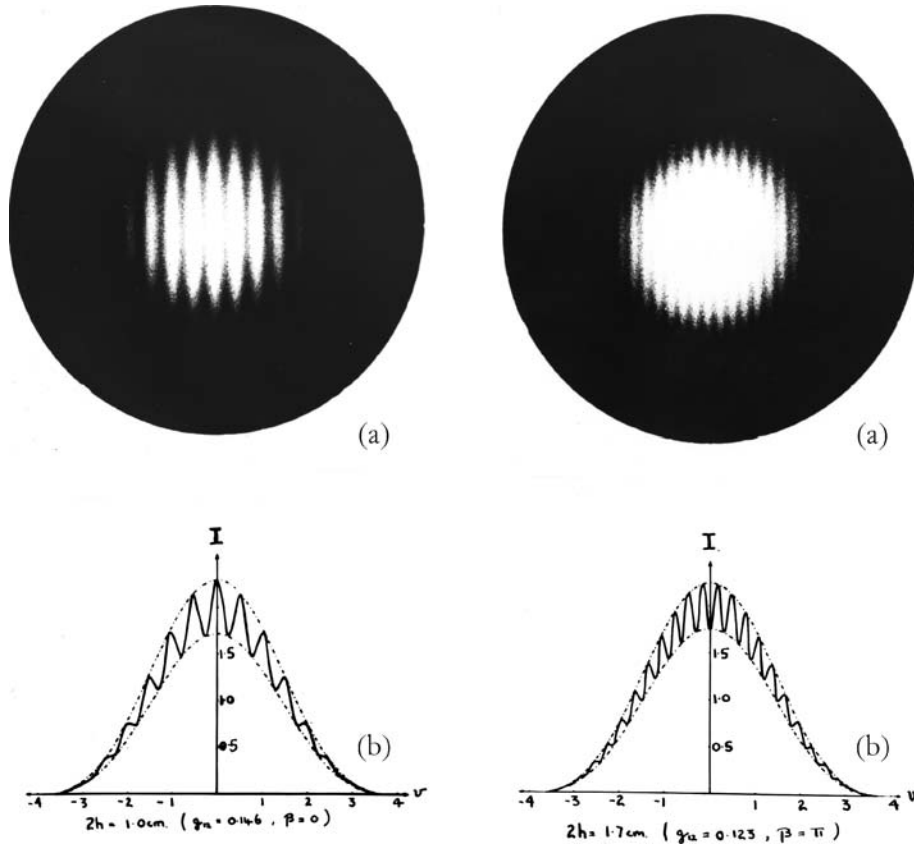 (a)
(a)
I
1.5
1.0
0.5
(b)
-4 -3 -2 -1 1 2 3 4 v
2h = 1.0 cm. ( g₁₂ = 0.146 , β = 0 )
I
1.5
1.0
0.5
(b)
-4 -3 -2 -1 1 2 3 4 v
2h = 1.7 cm. ( g₁₂ = 0.123 , β = π )